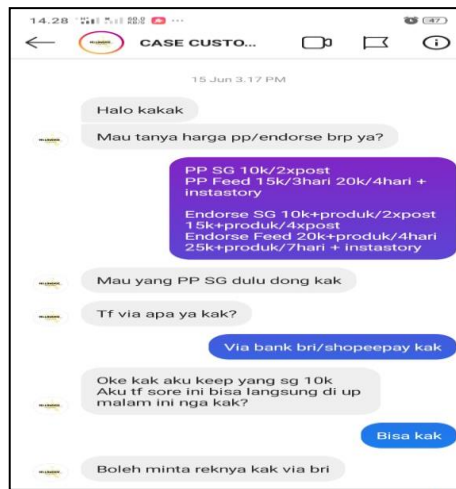 14.28
47
CASE CUSTO...
15 Jun 3.17 PM
Halo kakak
Mau tanya harga pp/endorse brp ya?
PP SG 10k/2xpost
PP Feed 15k/3hari 20k/4hari +
instastory
Endorse SG 10k+produk/2xpost
15k+produk/4xpost
Endorse Feed 20k+produk/4hari
25k+produk/7hari + instastory
Mau yang PP SG dulu dong kak
Tf via apa ya kak?
Via bank bri/shopeepay kak
Oke kak aku keep yang sg 10k
Aku tf sore ini bisa langsung di up
malam ini nga kak?
Bisa kak
Boleh minta reknya kak via bri